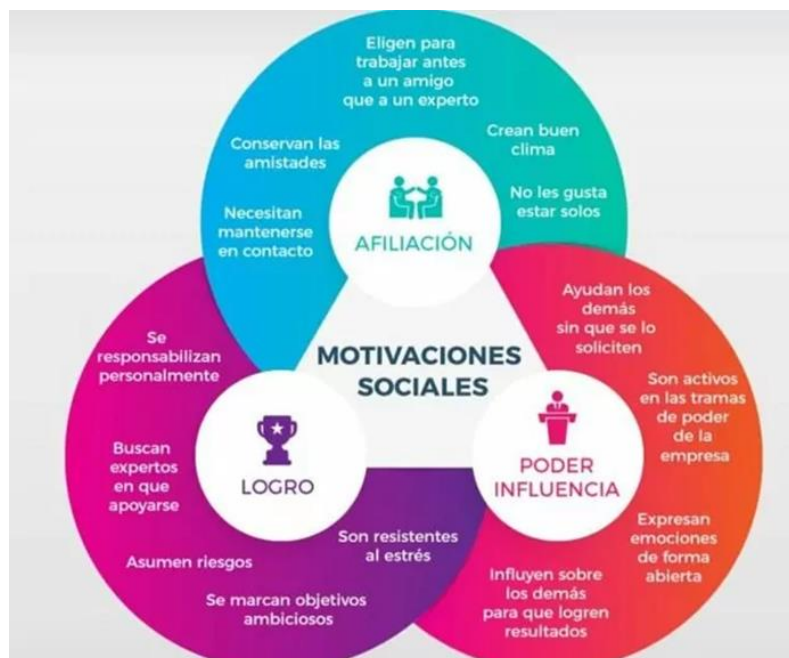 Eligen para
trabajar antes
a un amigo
que a un experto
Conservan las
amistades
Crean buen
clima
Necesitan
mantenerse
en contacto
No les gusta
estar solos
AFILIACIÓN
MOTIVACIONES
SOCIALES
Se
responsabilizan
personalmente
Buscan
expertos
en que
apoyarse
LOGRO
Asumen riesgos
Son resistentes
al estrés
Se marcan objetivos
ambiciosos
Ayudan los
demás
sin que se lo
soliciten
Son activos
en las tramas
de poder
de la
empresa
PODER
INFLUENCIA
Expresan
emociones
de forma
abierta
Influyen sobre
los demás
para que logren
resultados